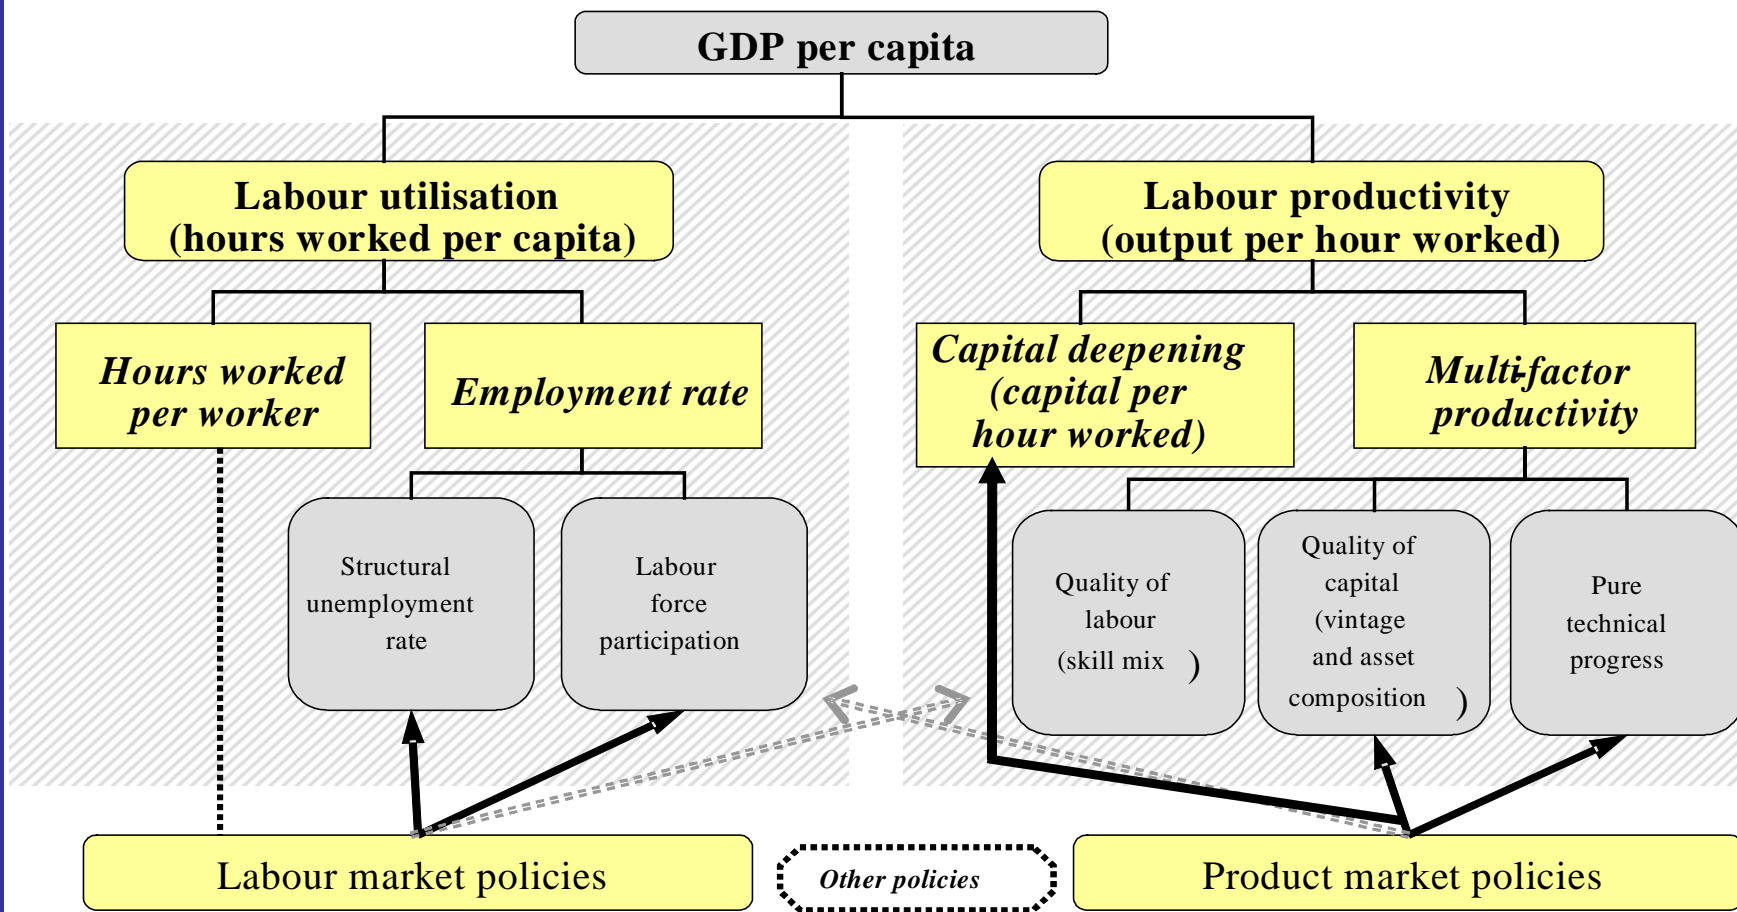 GDP per capita
Labour utilisation
(hours worked per capita)
Labour productivity
(output per hour worked)
Hours worked
per worker
Employment rate
Capital deepening
(capital per
hour worked)
Multi-factor
productivity
Structural
unemployment
rate
Labour
force
participation
Quality of
labour
(skill mix )
Quality of
capital
(vintage
and asset
composition )
Pure
technical
progress
Labour market policies
Other policies
Product market policies